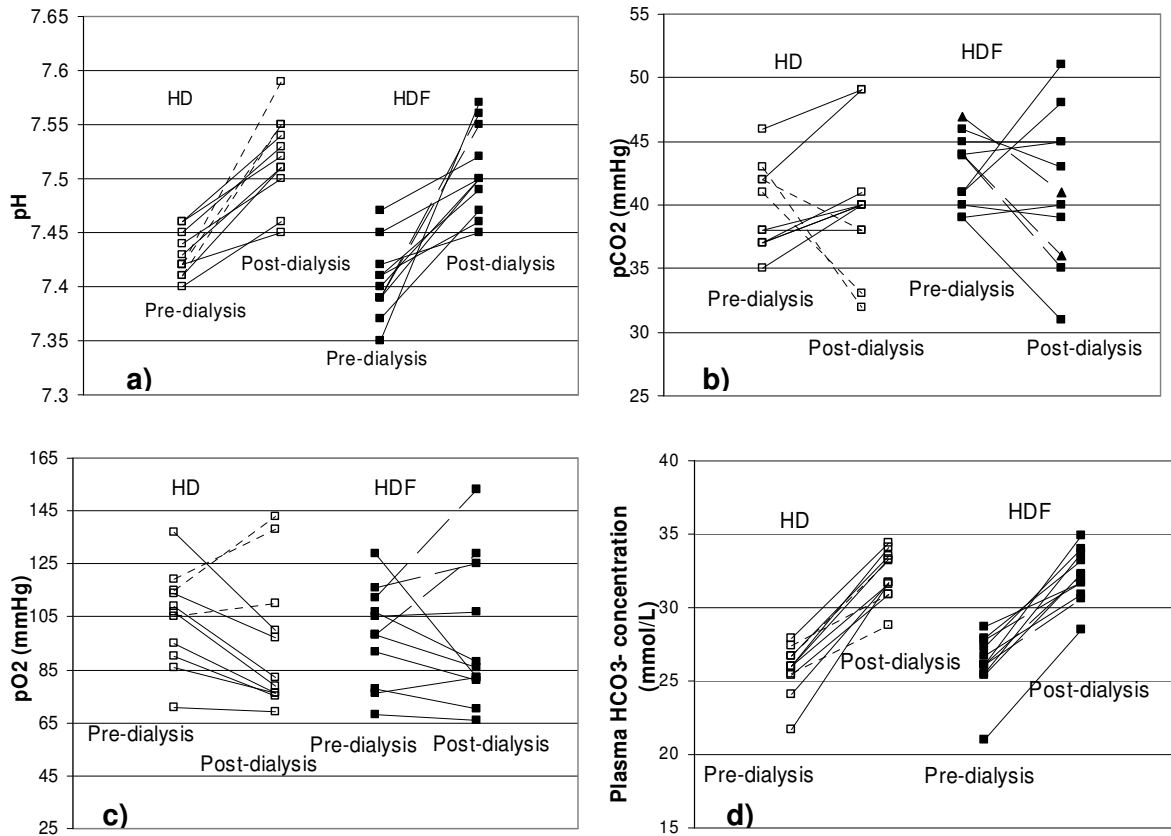 7.65
7.6
7.55
7.5
7.45
7.4
7.35
7.3
pH
HD
HDF
Post-dialysis
Post-dialysis
Pre-dialysis
Pre-dialysis
a)
55
50
45
40
35
30
25
pCO2 (mmHg)
HD
HDF
Pre-dialysis
Pre-dialysis
Post-dialysis
Post-dialysis
b)
165
145
125
105
85
65
45
25
pO2 (mmHg)
HD
HDF
Pre-dialysis
Post-dialysis
Pre-dialysis
Post-dialysis
c)
40
35
30
25
20
15
Plasma HCO3- concentration
(mmol/L)
HD
HDF
Post-dialysis
Post-dialysis
Pre-dialysis
Pre-dialysis
d)